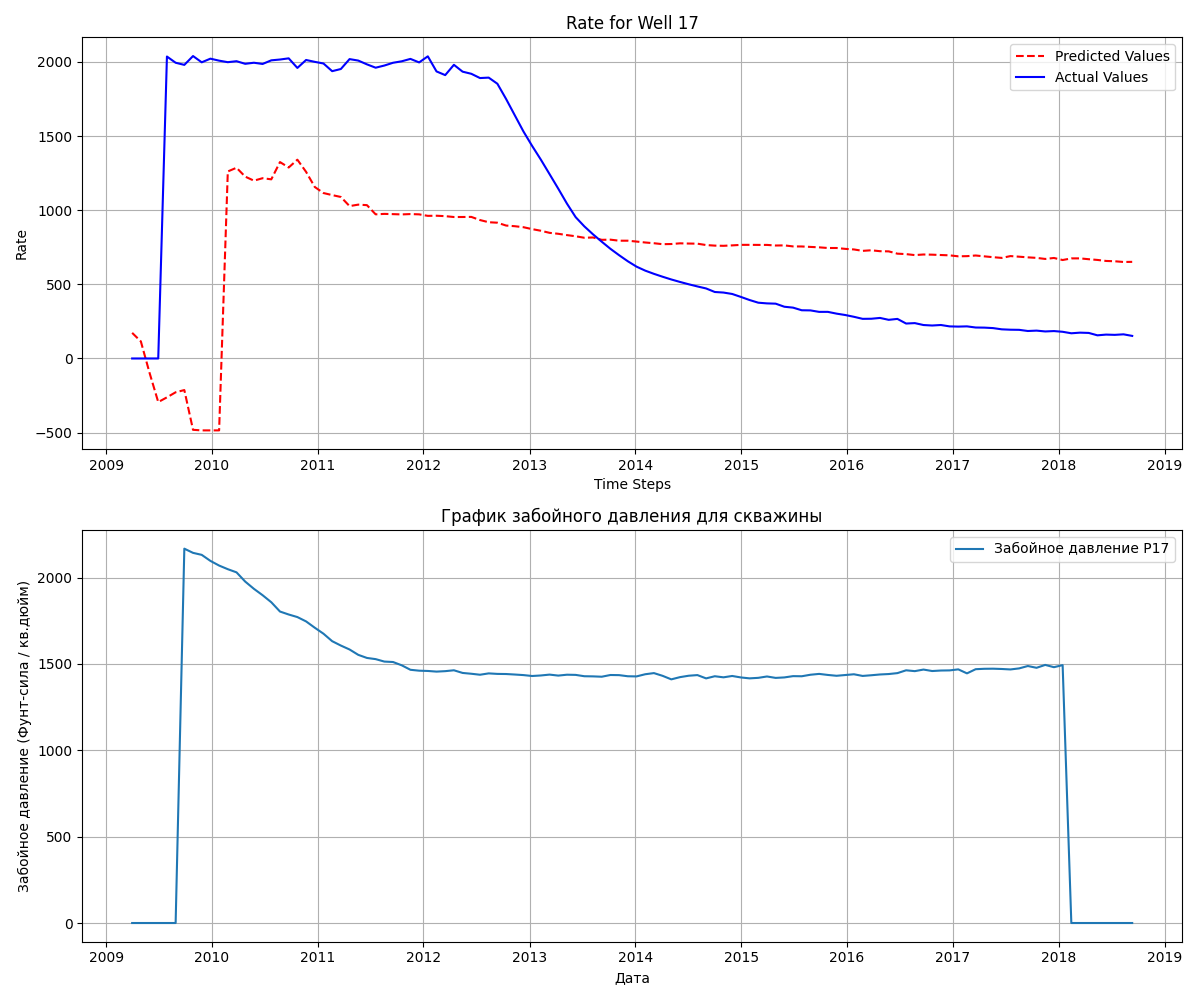 Rate for Well 17
Predicted Values
Actual Values
2000
1500
1000
500
0
−500
Rate
2009 2010 2011 2012 2013 2014 2015 2016 2017 2018 2019
Time Steps
График забойного давления для скважины
Забойное давление P17
2000
1500
1000
500
0
Забойное давление (Фунт-сила / кв.дюйм)
2009 2010 2011 2012 2013 2014 2015 2016 2017 2018 2019
Дата